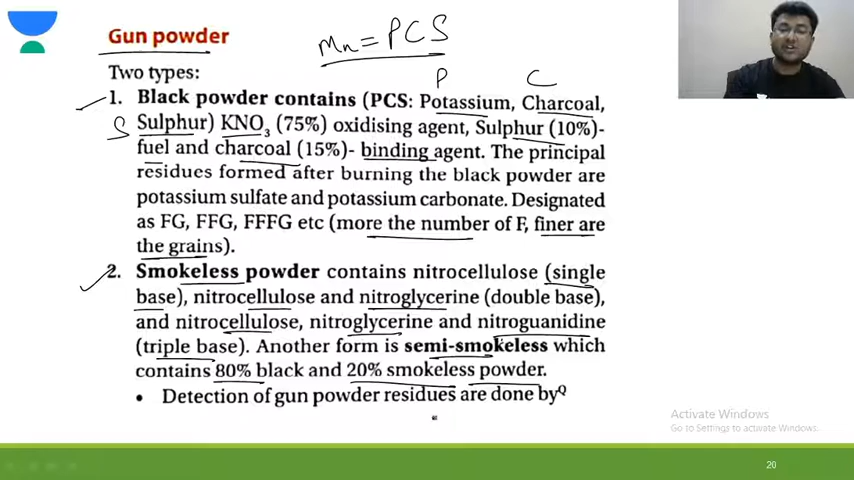 Gun powder
Mn = PCS
Two types:
P C
1. Black powder contains (PCS: Potassium, Charcoal,
S Sulphur) KNO3 (75%) oxidising agent, Sulphur (10%)-
fuel and charcoal (15%)- binding agent. The principal
residues formed after burning the black powder are
potassium sulfate and potassium carbonate. Designated
as FG, FFG, FFFG etc (more the number of F, finer are
the grains).
2. Smokeless powder contains nitrocellulose (single
base), nitrocellulose and nitroglycerine (double base),
and nitrocellulose, nitroglycerine and nitroguanidine
(triple base). Another form is semi-smokeless which
contains 80% black and 20% smokeless powder.
• Detection of gun powder residues are done by
Activate Windows
Go to Settings to activate Windows.
20